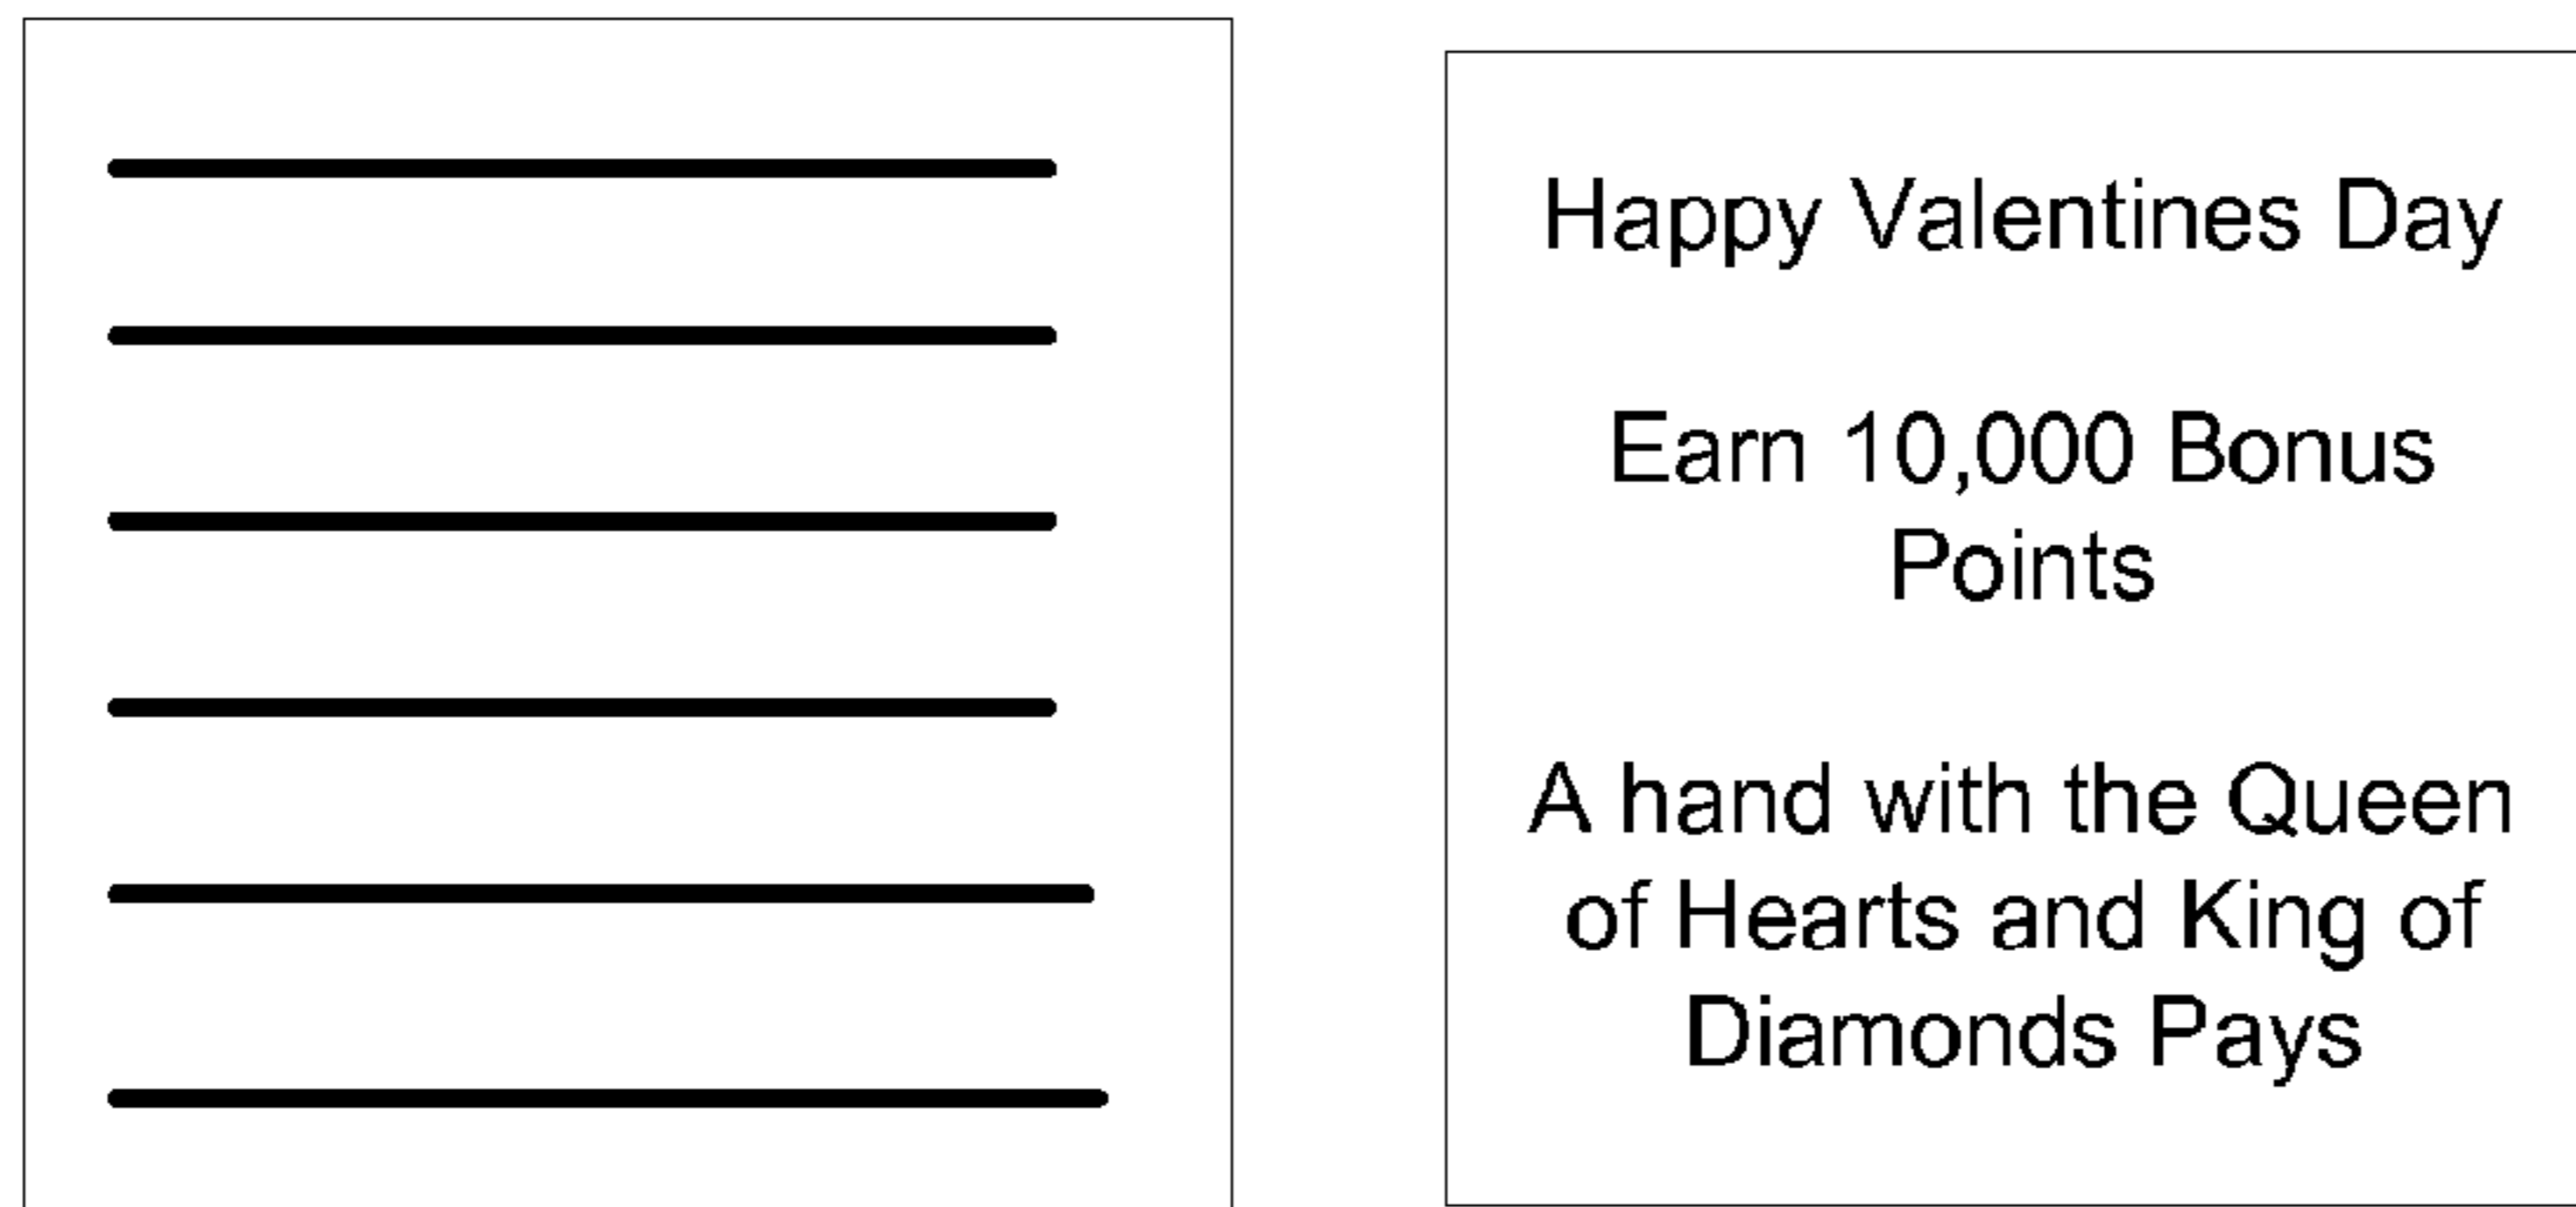 Happy Valentines Day
Earn 10,000 Bonus
Points
A hand with the Queen
of Hearts and King of
Diamonds Pays